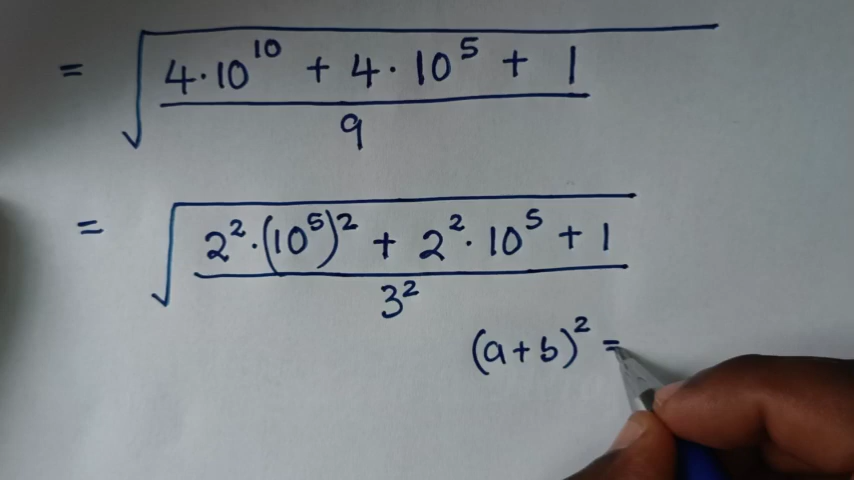 = √((4·10^10 + 4·10^5 + 1)/9)
= √((2^2·(10^5)^2 + 2^2·10^5 + 1)/3^2)
(a+b)^2 =